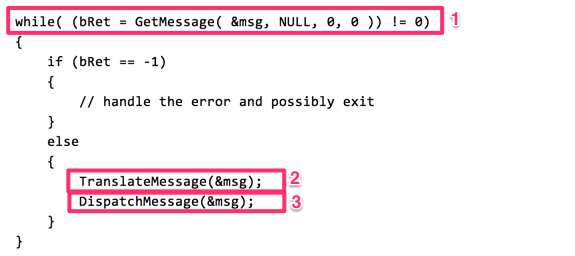 while( (bRet = GetMessage( &msg, NULL, 0, 0 )) != 0) 1
{
if (bRet == -1)
{
// handle the error and possibly exit
}
else
{
TranslateMessage(&msg); 2
DispatchMessage(&msg); 3
}
}